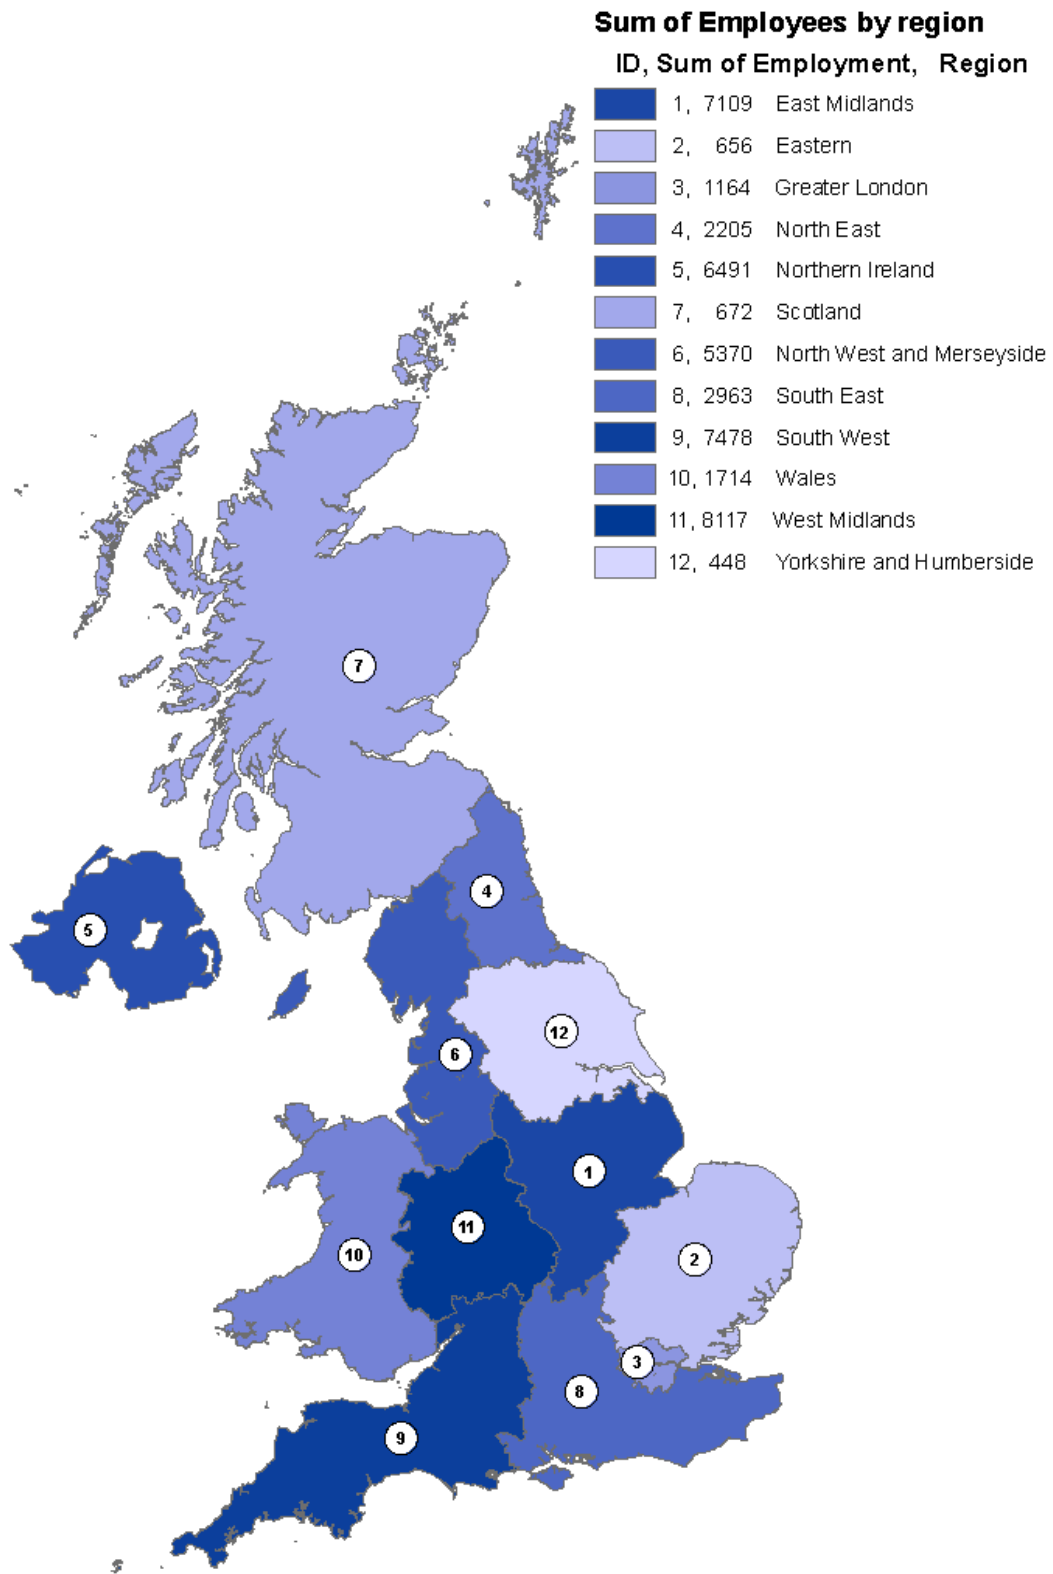 Sum of Employees by region
ID, Sum of Employment, Region
1, 7109 East Midlands
2, 656 Eastern
3, 1164 Greater London
4, 2205 North East
5, 6491 Northern Ireland
7, 672 Scotland
6, 5370 North West and Merseyside
8, 2963 South East
9, 7478 South West
10, 1714 Wales
11, 8117 West Midlands
12, 448 Yorkshire and Humberside
7
4
5
12
6
1
11
2
10
3
8
9